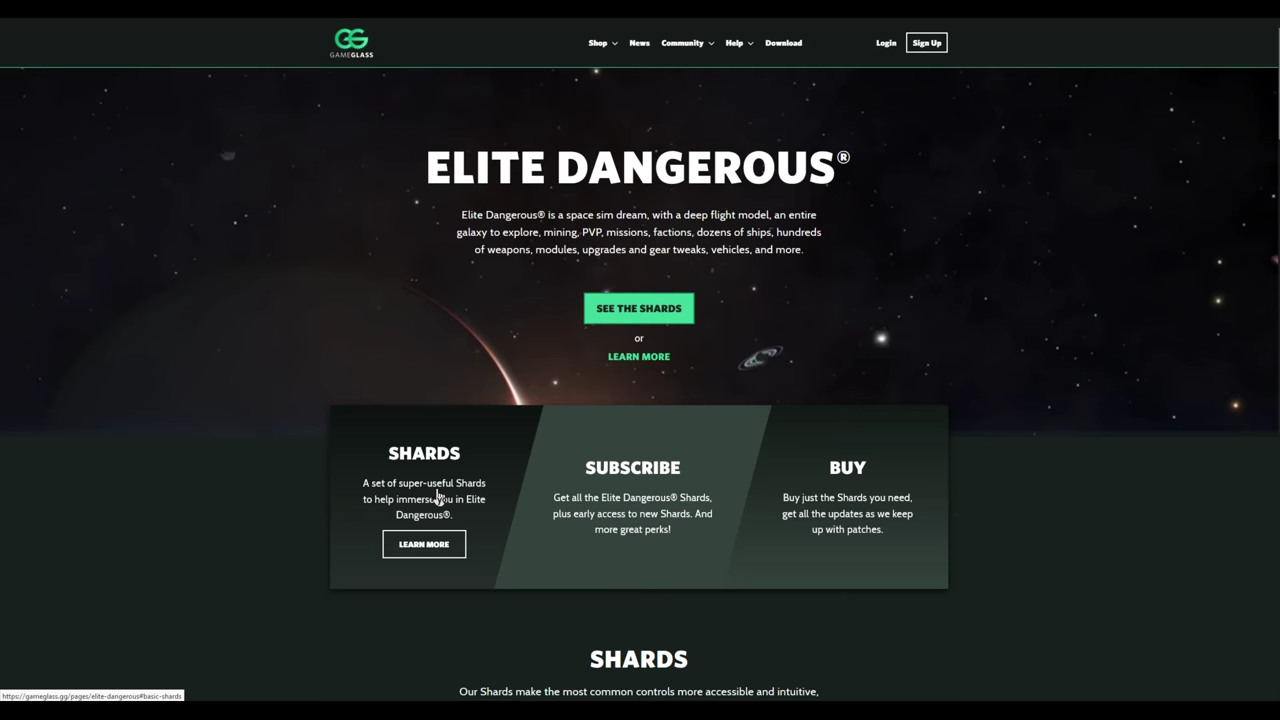 GAMEGLASS
Shop
News
Community
Help
Download
Login
Sign Up
ELITE DANGEROUS®
Elite Dangerous® is a space sim dream, with a deep flight model, an entire
galaxy to explore, mining, PVP, missions, factions, dozens of ships, hundreds
of weapons, modules, upgrades and gear tweaks, vehicles, and more.
SEE THE SHARDS
or
LEARN MORE
SHARDS
A set of super-useful Shards
to help immerse you in Elite
Dangerous®.
LEARN MORE
SUBSCRIBE
Get all the Elite Dangerous® Shards,
plus early access to new Shards. And
more great perks!
BUY
Buy just the Shards you need,
get all the updates as we keep
up with patches.
SHARDS
Our Shards make the most common controls more accessible and intuitive,
https://gameglass.gg/pages/elite-dangerous#basic-shards